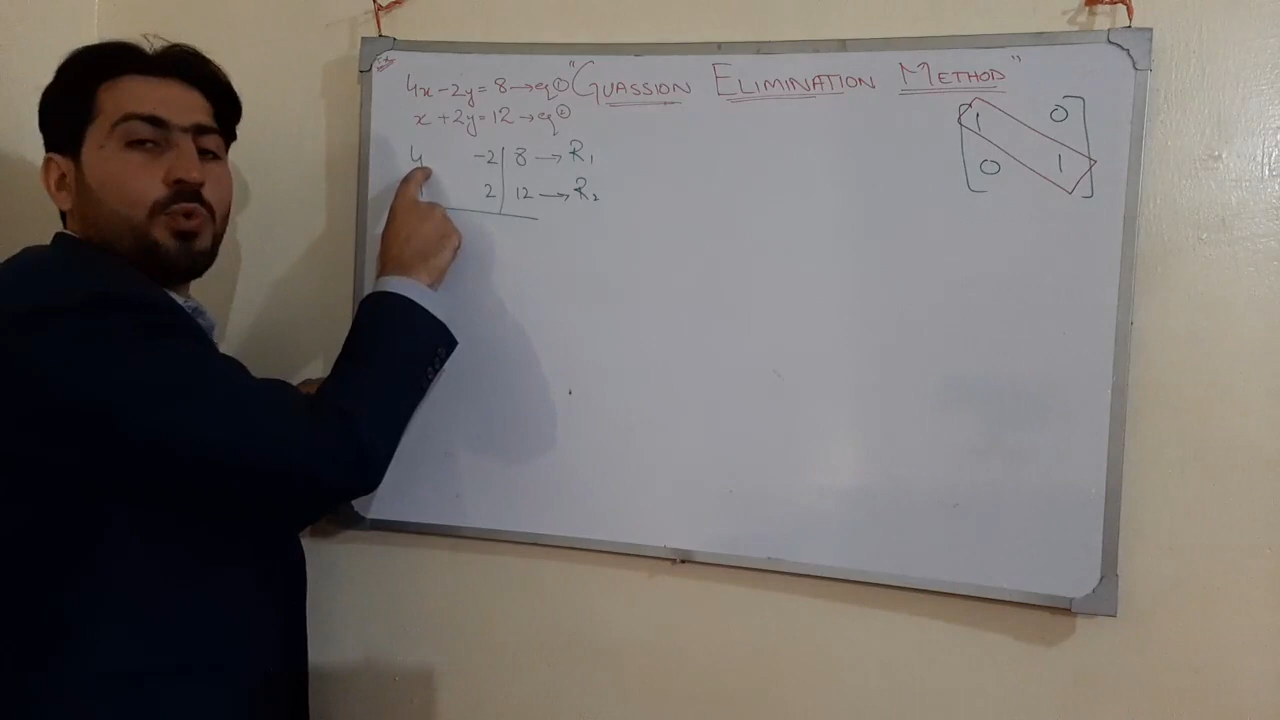 Ex
"GUASSION ELIMINATION METHOD"
4x - 2y = 8 → eq①
x + 2y = 12 → eq②
4 -2 | 8 → R₁
2 | 12 → R₂
1 0
0 1